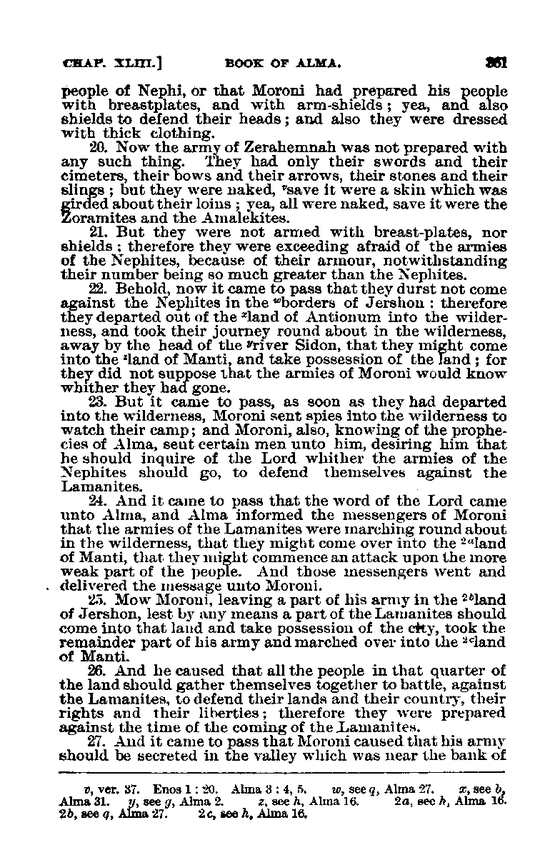 CHAP. XLIII.] BOOK OF ALMA. 361
people of Nephi, or that Moroni had prepared his people
with breastplates, and with arm-shields; yea, and also
shields to defend their heads; and also they were dressed
with thick clothing.
20. Now the army of Zerahemnah was not prepared with
any such thing. They had only their swords and their
cimeters, their bows and their arrows, their stones and their
slings; but they were naked, ᵛsave it were a skin which was
girded about their loins; yea, all were naked, save it were the
Zoramites and the Amalekites.
21. But they were not armed with breast-plates, nor
shields; therefore they were exceeding afraid of the armies
of the Nephites, because of their armour, notwithstanding
their number being so much greater than the Nephites.
22. Behold, now it came to pass that they durst not come
against the Nephites in the ʷborders of Jershon: therefore
they departed out of the ˣland of Antionum into the wilder-
ness, and took their journey round about in the wilderness,
away by the head of the ʸriver Sidon, that they might come
into the ᶻland of Manti, and take possession of the land; for
they did not suppose that the armies of Moroni would know
whither they had gone.
23. But it came to pass, as soon as they had departed
into the wilderness, Moroni sent spies into the wilderness to
watch their camp; and Moroni, also, knowing of the prophe-
cies of Alma, sent certain men unto him, desiring him that
he should inquire of the Lord whither the armies of the
Nephites should go, to defend themselves against the
Lamanites.
24. And it came to pass that the word of the Lord came
unto Alma, and Alma informed the messengers of Moroni
that the armies of the Lamanites were marching round about
in the wilderness, that they might come over into the ²ᵃland
of Manti, that they might commence an attack upon the more
weak part of the people. And those messengers went and
delivered the message unto Moroni.
25. Mow Moroni, leaving a part of his army in the ²ᵇland
of Jershon, lest by any means a part of the Lamanites should
come into that land and take possession of the city, took the
remainder part of his army and marched over into the ²ᶜland
of Manti.
26. And he caused that all the people in that quarter of
the land should gather themselves together to battle, against
the Lamanites, to defend their lands and their country, their
rights and their liberties; therefore they were prepared
against the time of the coming of the Lamanites.
27. And it came to pass that Moroni caused that his army
should be secreted in the valley which was near the bank of
v, ver. 37. Enos 1:20. Alma 3:4, 5. w, see q, Alma 27. x, see b,
Alma 31. y, see g, Alma 2. z, see h, Alma 16. 2a, see h, Alma 16.
2b, see q, Alma 27. 2c, see h, Alma 16.